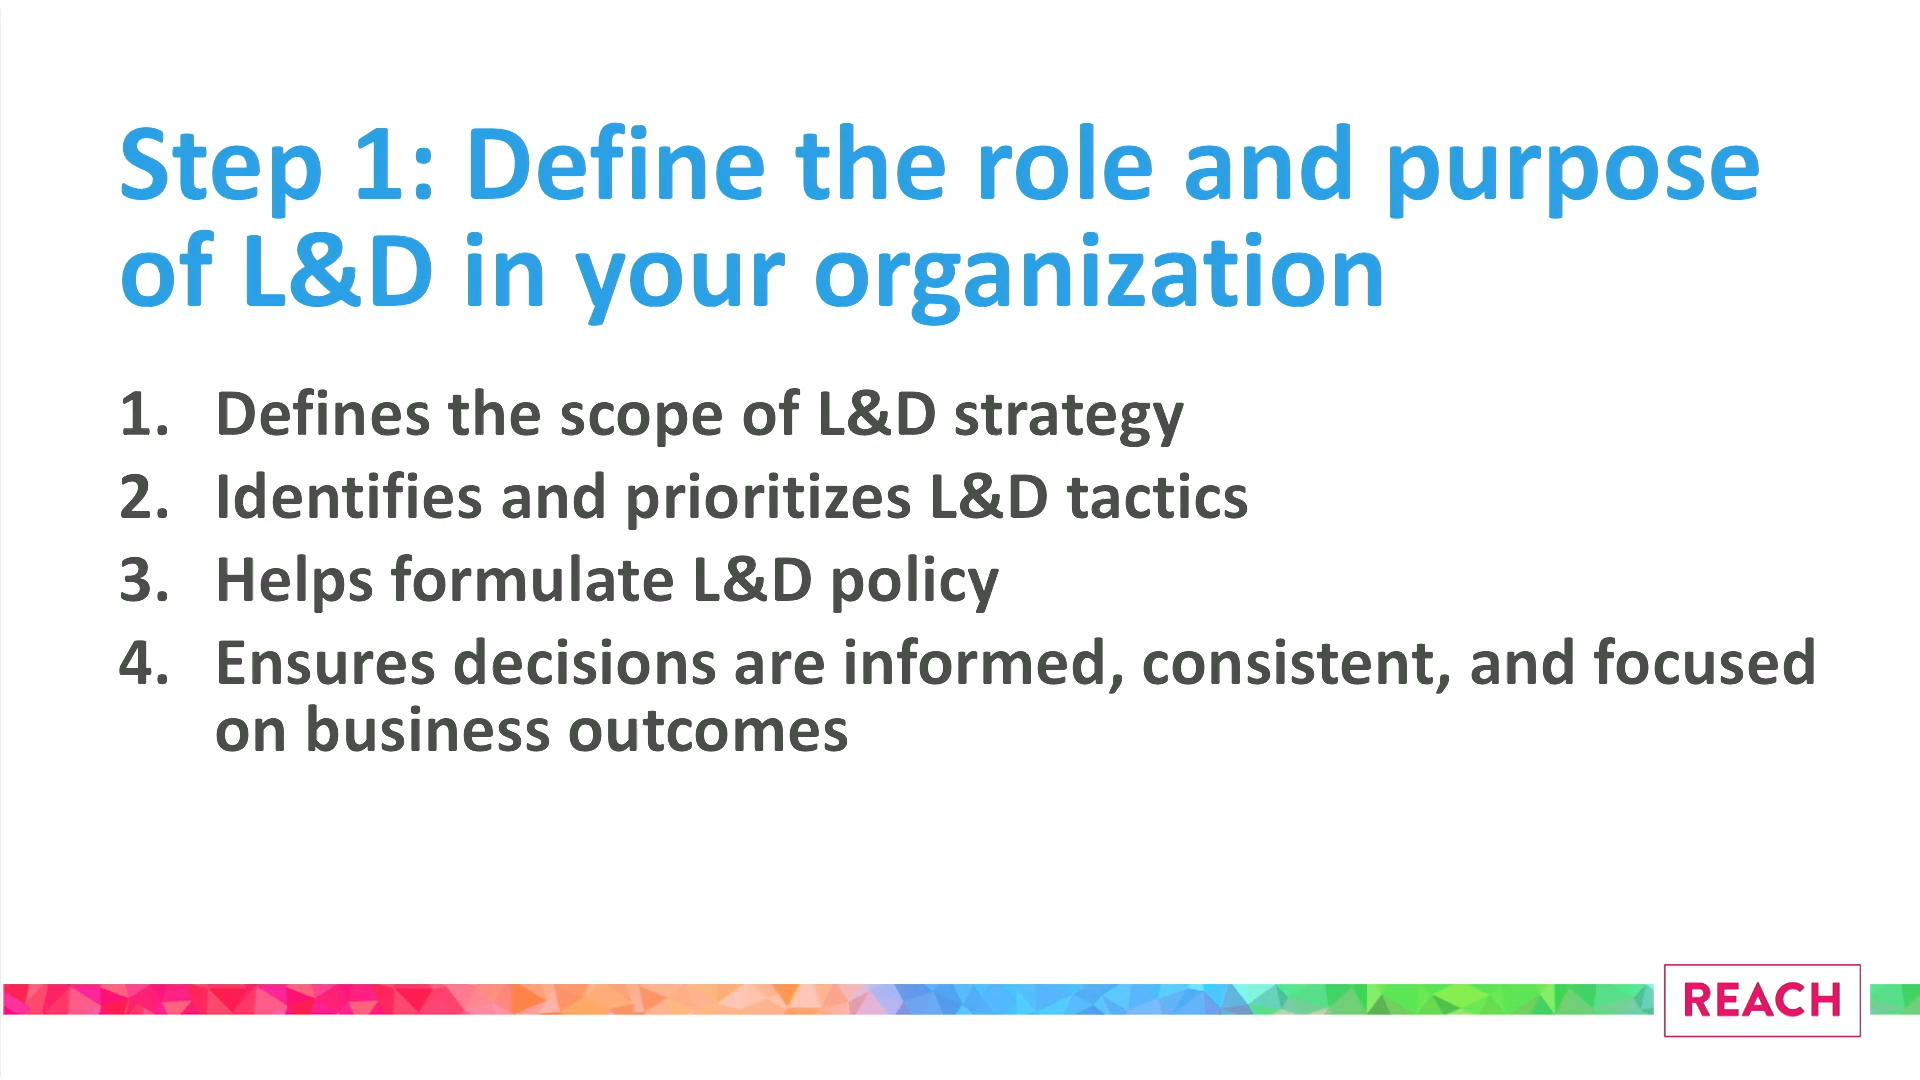 Step 1: Define the role and purpose
of L&D in your organization
1. Defines the scope of L&D strategy
2. Identifies and prioritizes L&D tactics
3. Helps formulate L&D policy
4. Ensures decisions are informed, consistent, and focused
on business outcomes
REACH